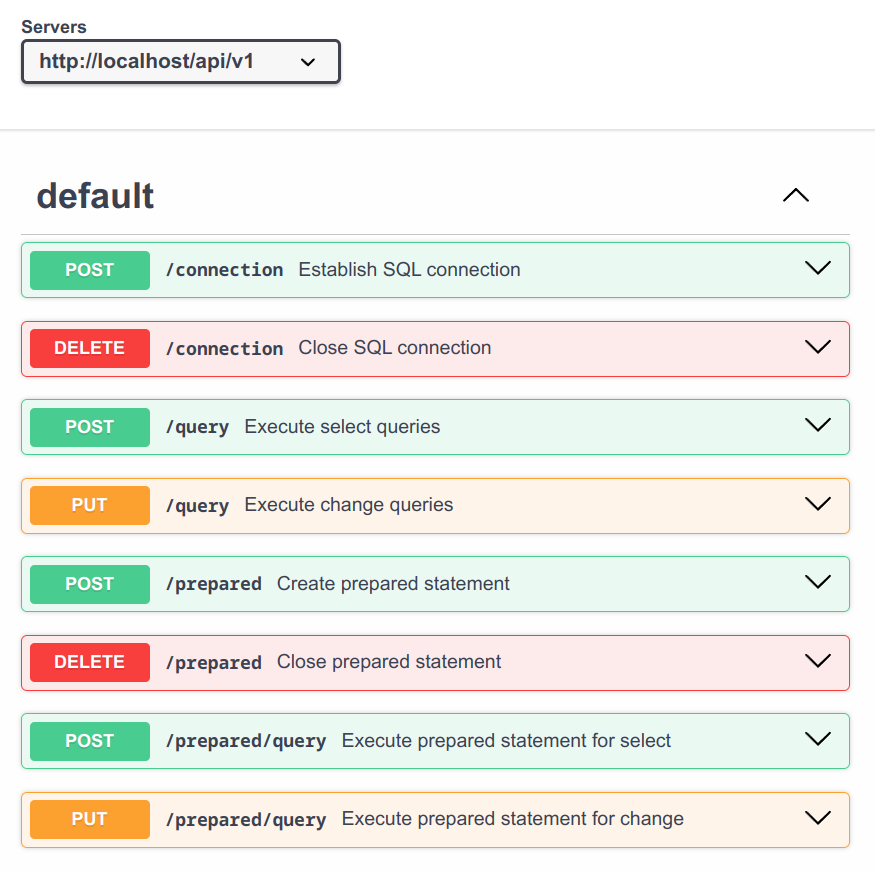 Servers
http://localhost/api/v1
default
POST /connection Establish SQL connection
DELETE /connection Close SQL connection
POST /query Execute select queries
PUT /query Execute change queries
POST /prepared Create prepared statement
DELETE /prepared Close prepared statement
POST /prepared/query Execute prepared statement for select
PUT /prepared/query Execute prepared statement for change